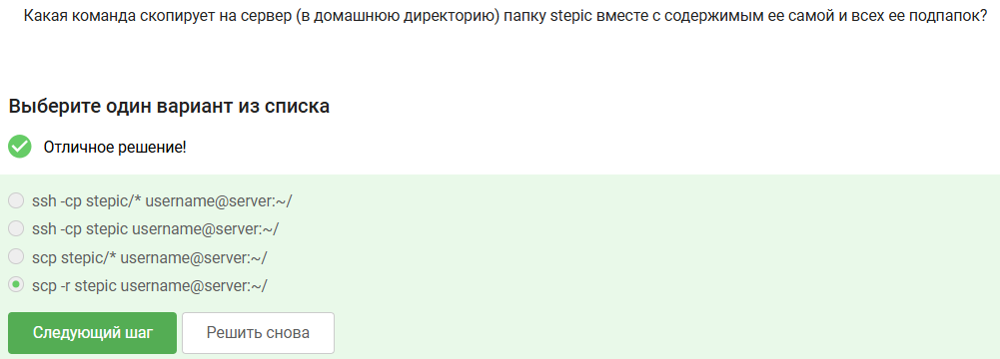 Какая команда скопирует на сервер (в домашнюю директорию) папку stepic вместе с содержимым ее самой и всех ее подпапок?
Выберите один вариант из списка
Отличное решение!
ssh -cp stepic/* username@server:~/
ssh -cp stepic username@server:~/
scp stepic/* username@server:~/
scp -r stepic username@server:~/
Следующий шаг
Решить снова